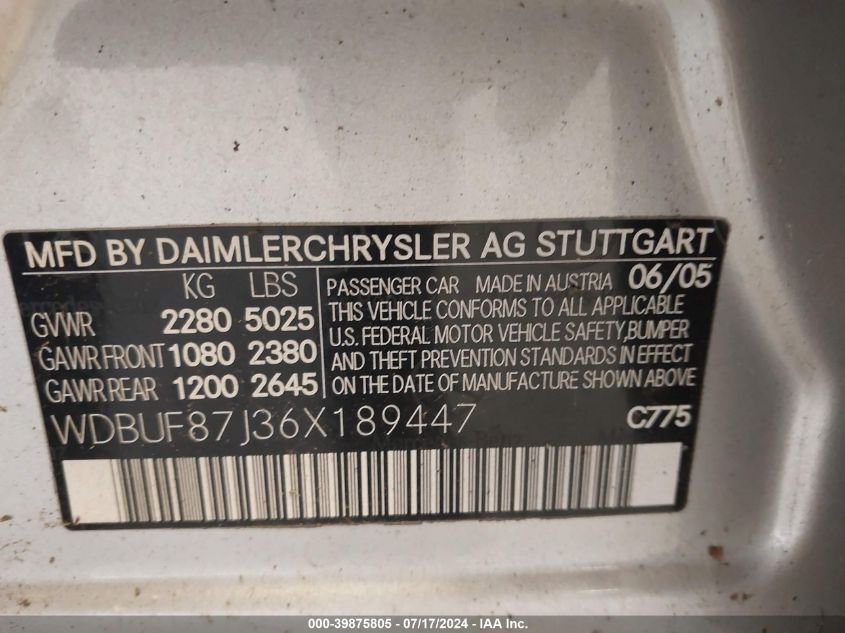 MFD BY DAIMLERCHRYSLER AG STUTTGART
KG LBS
GVWR 2280 5025
GAWR FRONT 1080 2380
GAWR REAR 1200 2645
PASSENGER CAR MADE IN AUSTRIA 06/05
THIS VEHICLE CONFORMS TO ALL APPLICABLE
U.S. FEDERAL MOTOR VEHICLE SAFETY,BUMPER
AND THEFT PREVENTION STANDARDS IN EFFECT
ON THE DATE OF MANUFACTURE SHOWN ABOVE
WDBUF87J36X189447 C775
Mercedes-Benz
000-39875805 - 07/17/2024 - IAA Inc.